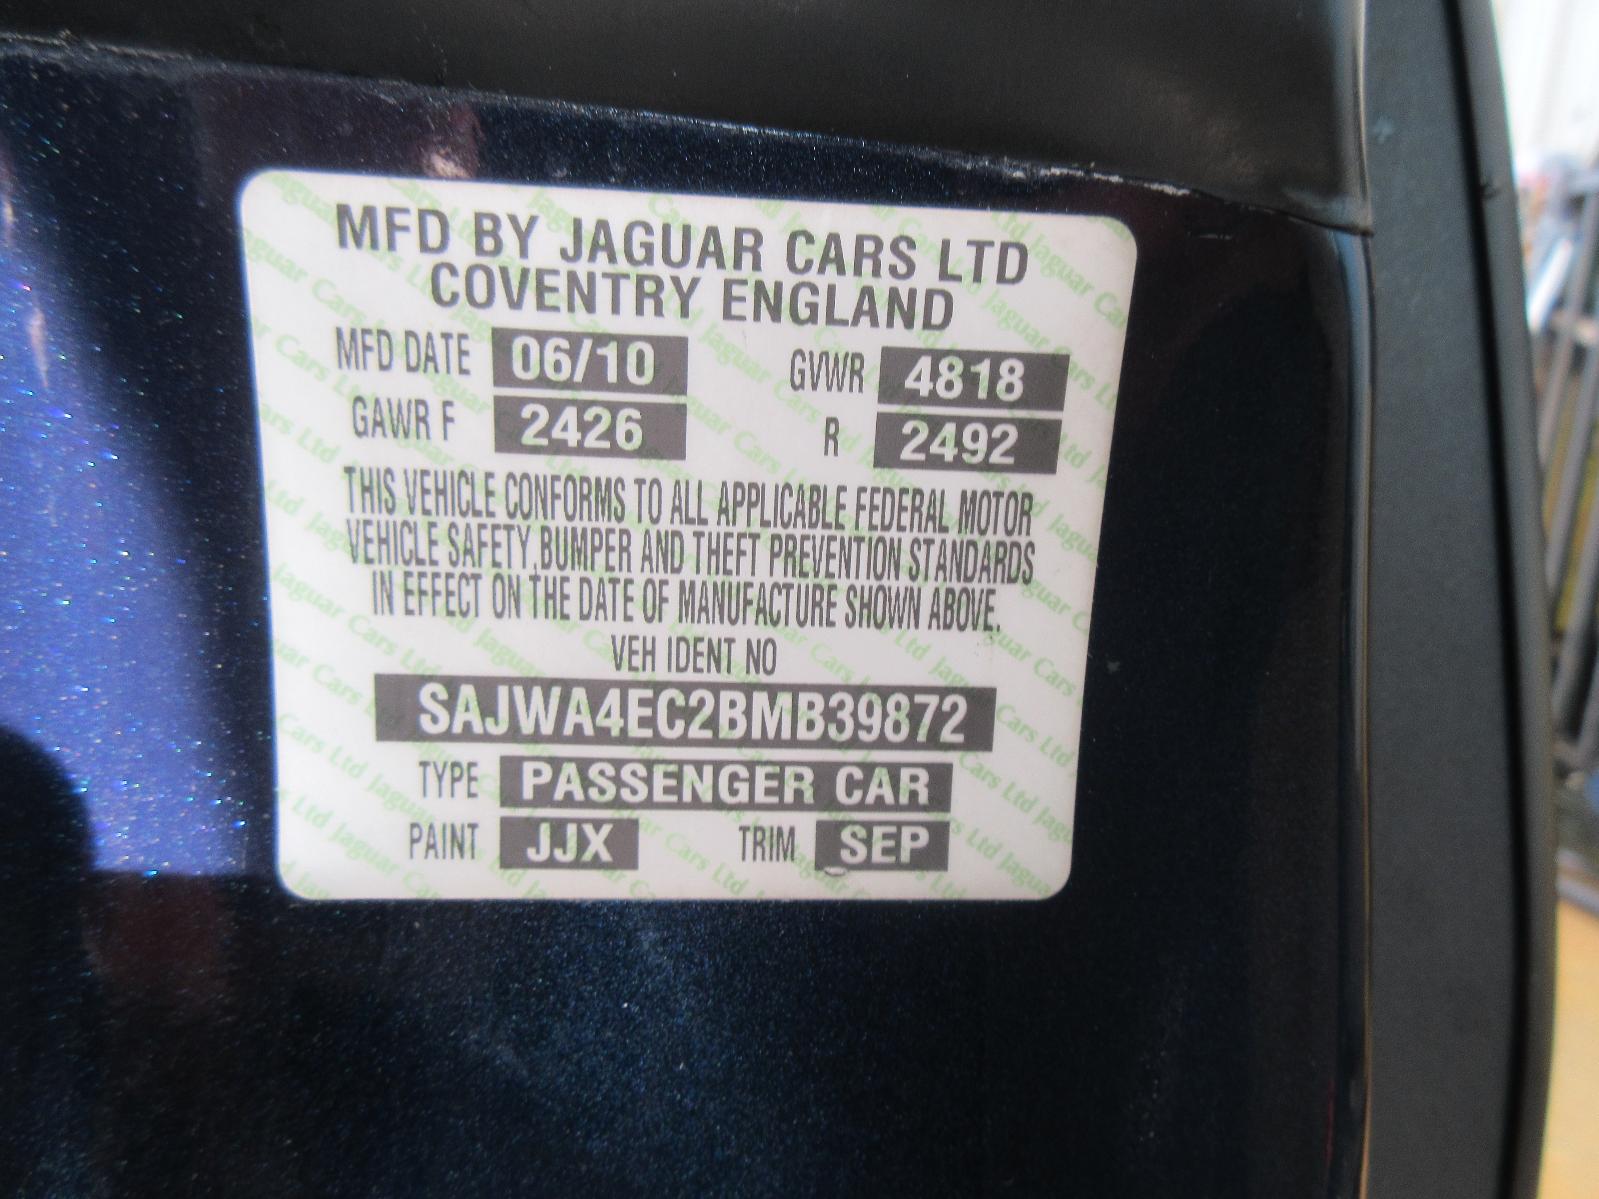 MFD BY JAGUAR CARS LTD
COVENTRY ENGLAND
MFD DATE 06/10 GVWR 4818
GAWR F 2426 R 2492
THIS VEHICLE CONFORMS TO ALL APPLICABLE FEDERAL MOTOR
VEHICLE SAFETY,BUMPER AND THEFT PREVENTION STANDARDS
IN EFFECT ON THE DATE OF MANUFACTURE SHOWN ABOVE.
VEH IDENT NO
SAJWA4EC2BMB39872
TYPE PASSENGER CAR
PAINT JJX TRIM SEP